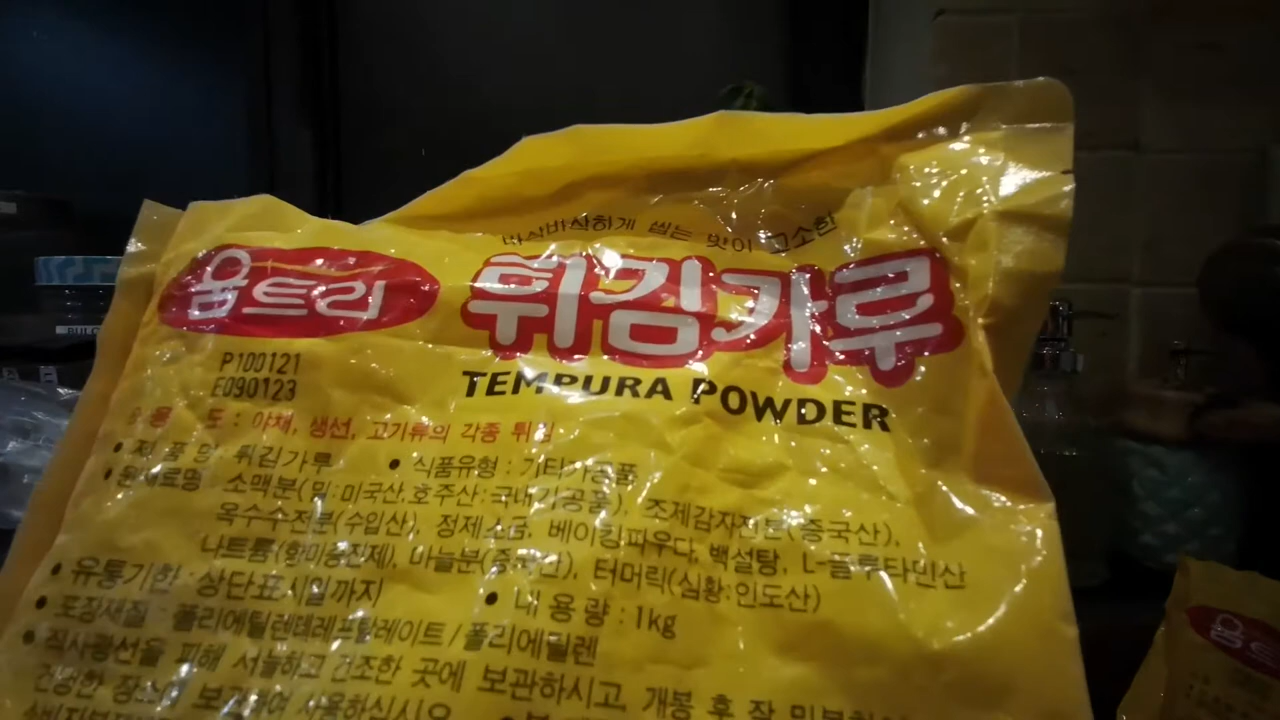 바삭바삭하게 씹는 맛이 고소한
옴트리
튀김가루
TEMPURA POWDER
P100121
E090123
용 도 : 야채, 생선, 고기류의 각종 튀김
• 제 품 명 : 튀김가루 • 식품유형 : 기타가공품
• 원재료명 : 소맥분(밀:미국산,호주산:국내가공품), 조제감자전분(중국산),
옥수수전분(수입산), 정제소금, 베이킹파우다, 백설탕, L-글루타민산
나트륨(향미증진제), 마늘분(중국산), 터머릭(심황:인도산)
• 유통기한 : 상단표시일까지 • 내 용 량 : 1kg
• 포장재질 : 폴리에틸렌테레프탈레이트 / 폴리에틸렌
• 직사광선을 피해 서늘하고 건조한 곳에 보관하시고, 개봉 후 잘
건냉한 장소에 보관하여 사용하십시오
BULG